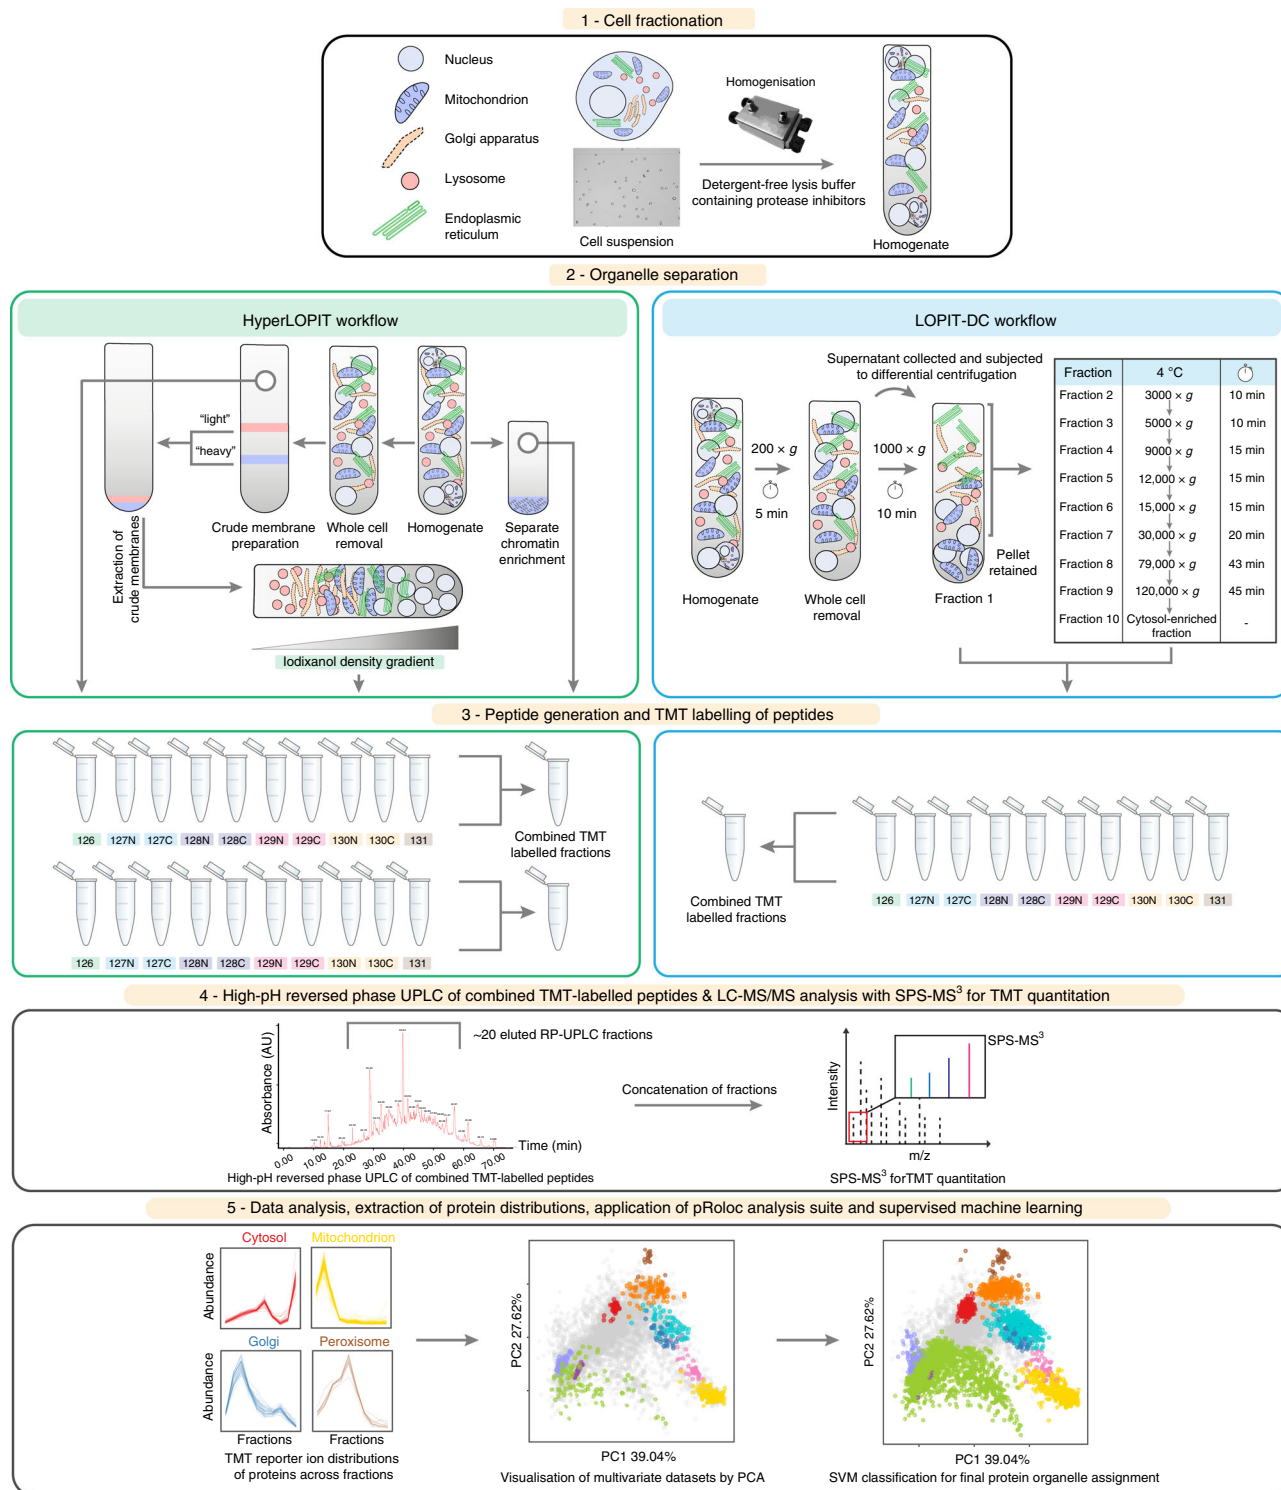 1 - Cell fractionation
Nucleus
Mitochondrion
Golgi apparatus
Lysosome
Endoplasmic
reticulum
Cell suspension
Homogenisation
Detergent-free lysis buffer
containing protease inhibitors
Homogenate
2 - Organelle separation
HyperLOPIT workflow
"light"
"heavy"
Crude membrane
preparation
Whole cell
removal
Homogenate
Separate
chromatin
enrichment
Extraction of
crude membranes
Iodixanol density gradient
LOPIT-DC workflow
Supernatant collected and subjected
to differential centrifugation
200 × g
5 min
1000 × g
10 min
Pellet
retained
Homogenate
Whole cell
removal
Fraction 1
Fraction 4 °C
Fraction 2 3000 × g 10 min
Fraction 3 5000 × g 10 min
Fraction 4 9000 × g 15 min
Fraction 5 12,000 × g 15 min
Fraction 6 15,000 × g 15 min
Fraction 7 30,000 × g 20 min
Fraction 8 79,000 × g 43 min
Fraction 9 120,000 × g 45 min
Fraction 10 Cytosol-enriched -
fraction
3 - Peptide generation and TMT labelling of peptides
126 127N 127C 128N 128C 129N 129C 130N 130C 131
Combined TMT
labelled fractions
126 127N 127C 128N 128C 129N 129C 130N 130C 131
Combined TMT
labelled fractions
126 127N 127C 128N 128C 129N 129C 130N 130C 131
4 - High-pH reversed phase UPLC of combined TMT-labelled peptides & LC-MS/MS analysis with SPS-MS³ for TMT quantitation
Absorbance (AU)
~20 eluted RP-UPLC fractions
Time (min)
0.00 10.00 20.00 30.00 40.00 50.00 60.00 70.00
High-pH reversed phase UPLC of combined TMT-labelled peptides
Concatenation of fractions
Intensity
SPS-MS³
m/z
SPS-MS³ forTMT quantitation
5 - Data analysis, extraction of protein distributions, application of pRoloc analysis suite and supervised machine learning
Cytosol Mitochondrion
Abundance
Golgi Peroxisome
Abundance
Fractions Fractions
TMT reporter ion distributions
of proteins across fractions
PC2 27.62%
PC1 39.04%
Visualisation of multivariate datasets by PCA
PC2 27.62%
PC1 39.04%
SVM classification for final protein organelle assignment